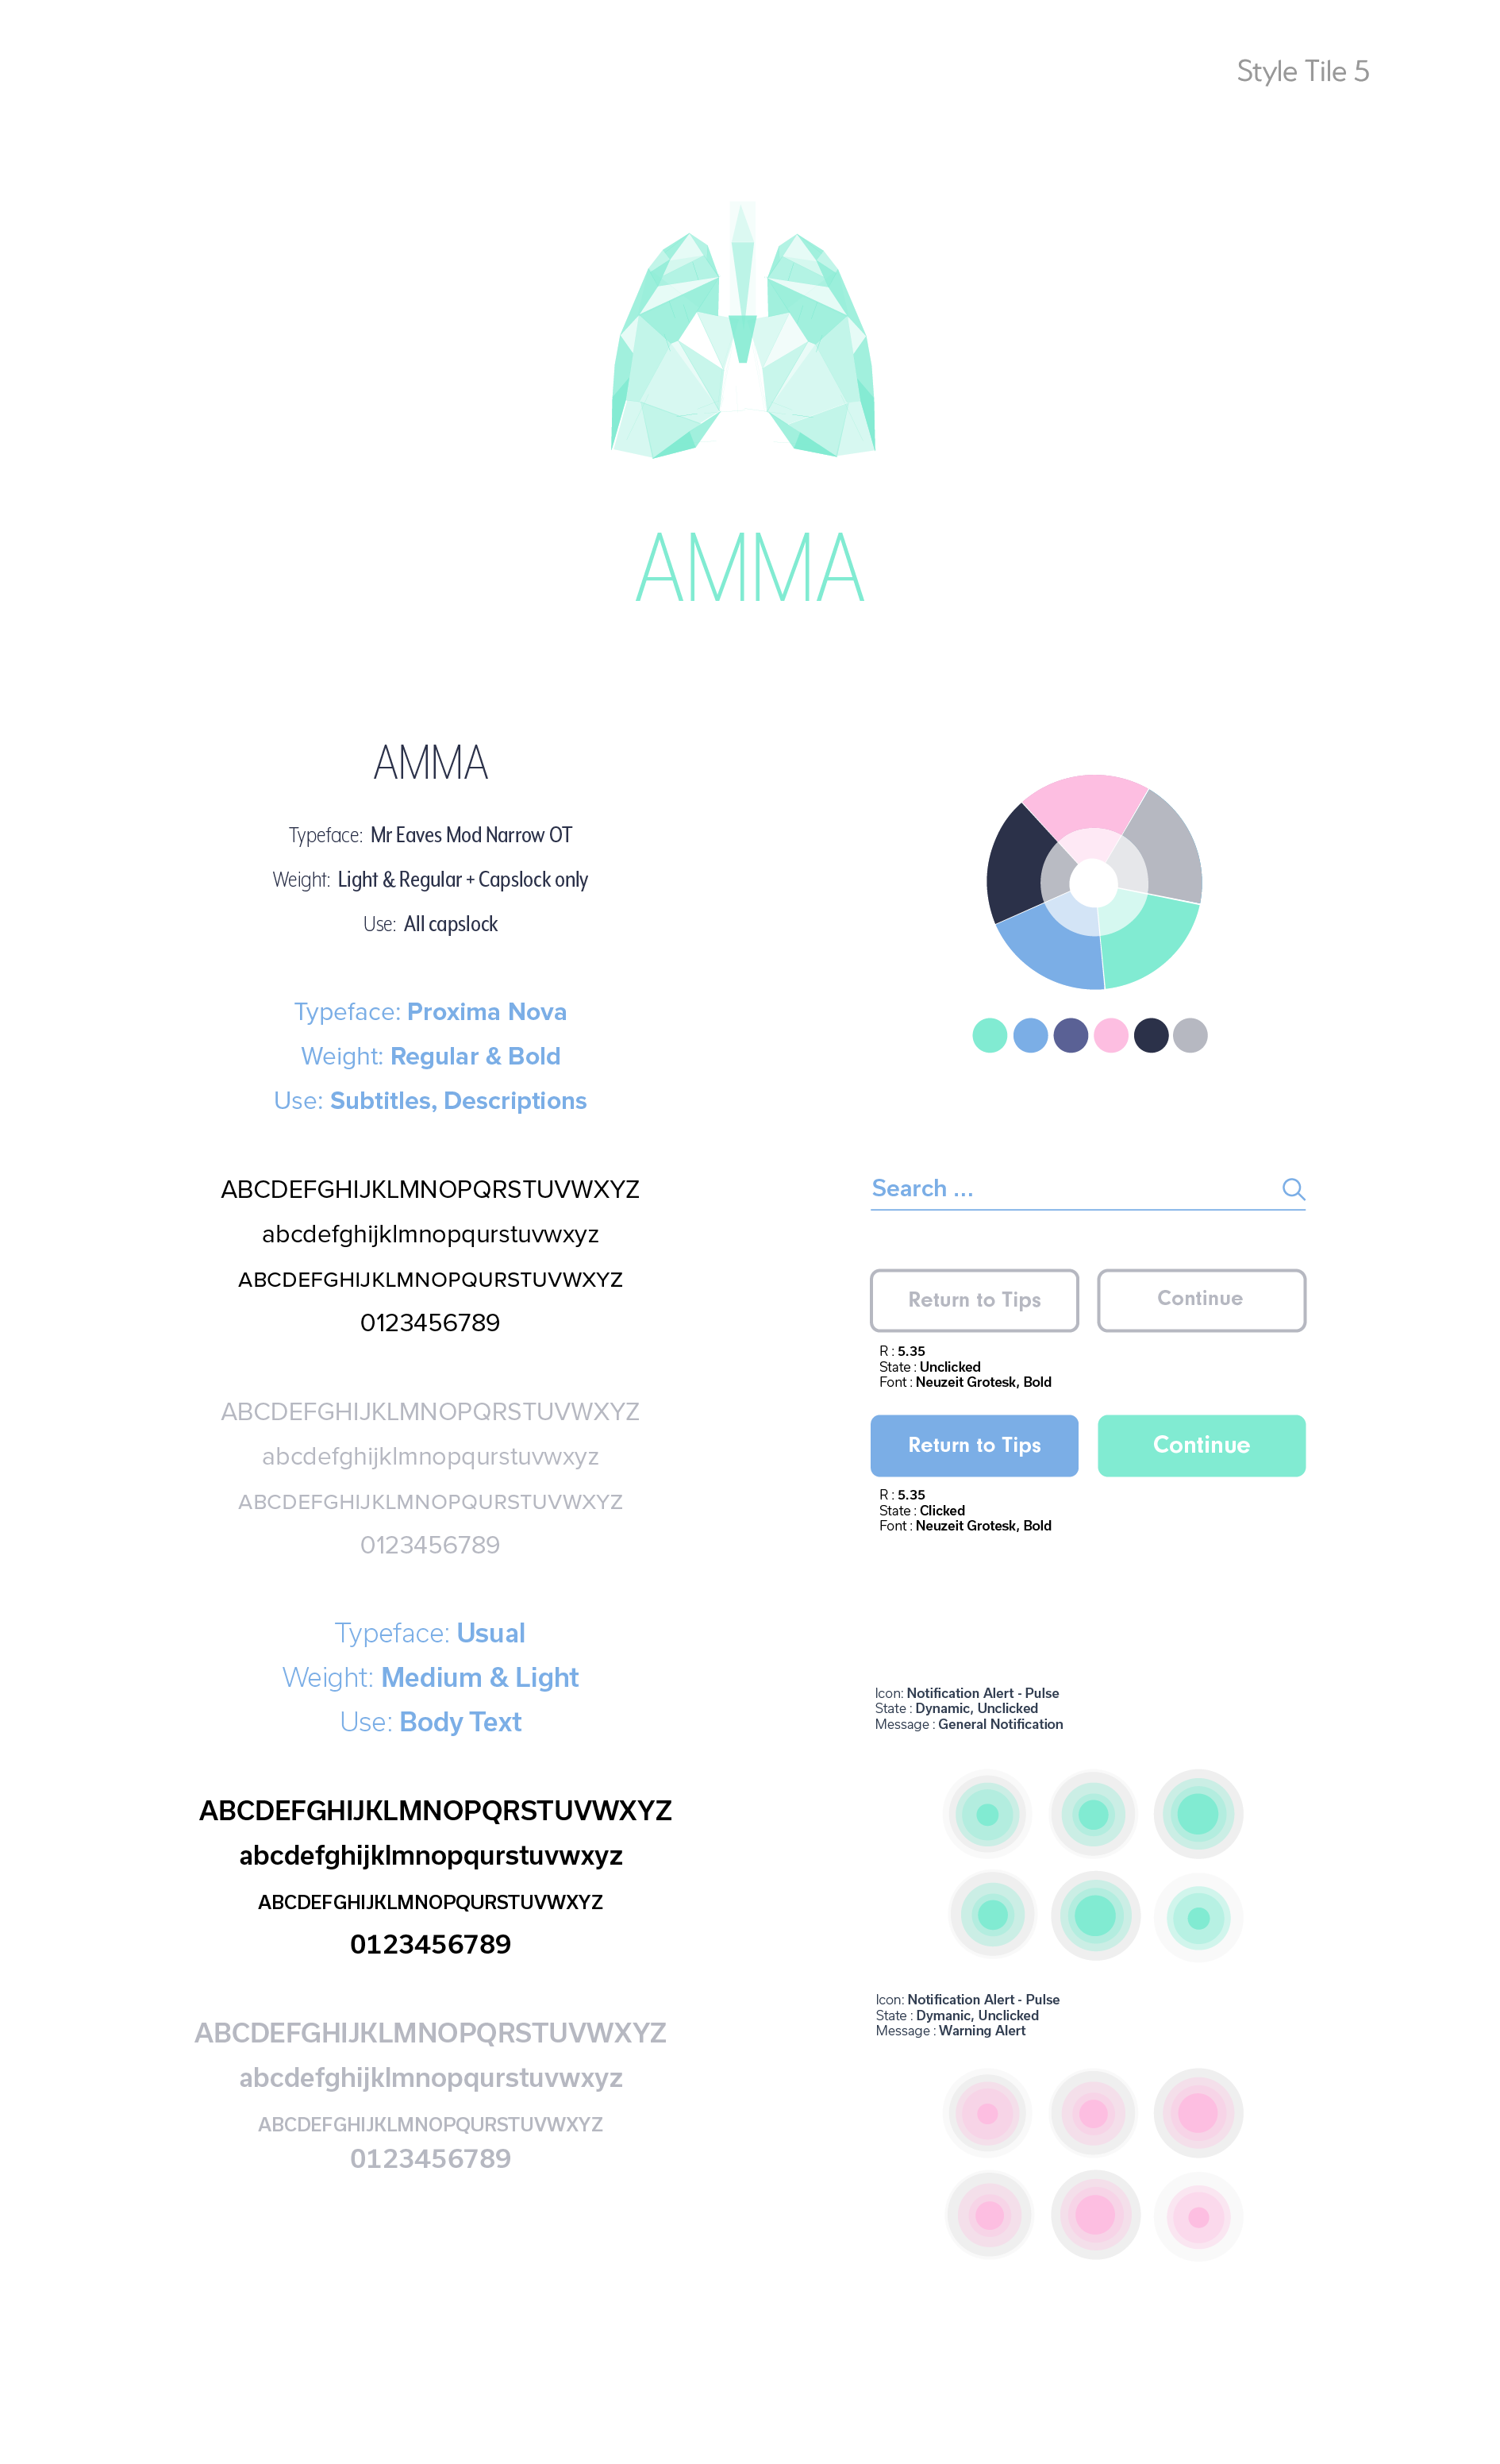 Style Tile 5
AMMA
AMMA
Typeface: Mr Eaves Mod Narrow OT
Weight: Light & Regular + Capslock only
Use: All capslock
Typeface: Proxima Nova
Weight: Regular & Bold
Use: Subtitles, Descriptions
ABCDEFGHIJKLMNOPQRSTUVWXYZ
abcdefghijklmnopqurstuvwxyz
ABCDEFGHIJKLMNOPQURSTUVWXYZ
0123456789
ABCDEFGHIJKLMNOPQRSTUVWXYZ
abcdefghijklmnopqurstuvwxyz
ABCDEFGHIJKLMNOPQURSTUVWXYZ
0123456789
Typeface: Usual
Weight: Medium & Light
Use: Body Text
ABCDEFGHIJKLMNOPQRSTUVWXYZ
abcdefghijklmnopqurstuvwxyz
ABCDEFGHIJKLMNOPQURSTUVWXYZ
0123456789
ABCDEFGHIJKLMNOPQRSTUVWXYZ
abcdefghijklmnopqurstuvwxyz
ABCDEFGHIJKLMNOPQURSTUVWXYZ
0123456789
Search ...
Return to Tips
Continue
R : 5.35
State : Unclicked
Font : Neuzeit Grotesk, Bold
Return to Tips
Continue
R : 5.35
State : Clicked
Font : Neuzeit Grotesk, Bold
Icon: Notification Alert - Pulse
State : Dynamic, Unclicked
Message : General Notification
Icon: Notification Alert - Pulse
State : Dymanic, Unclicked
Message : Warning Alert